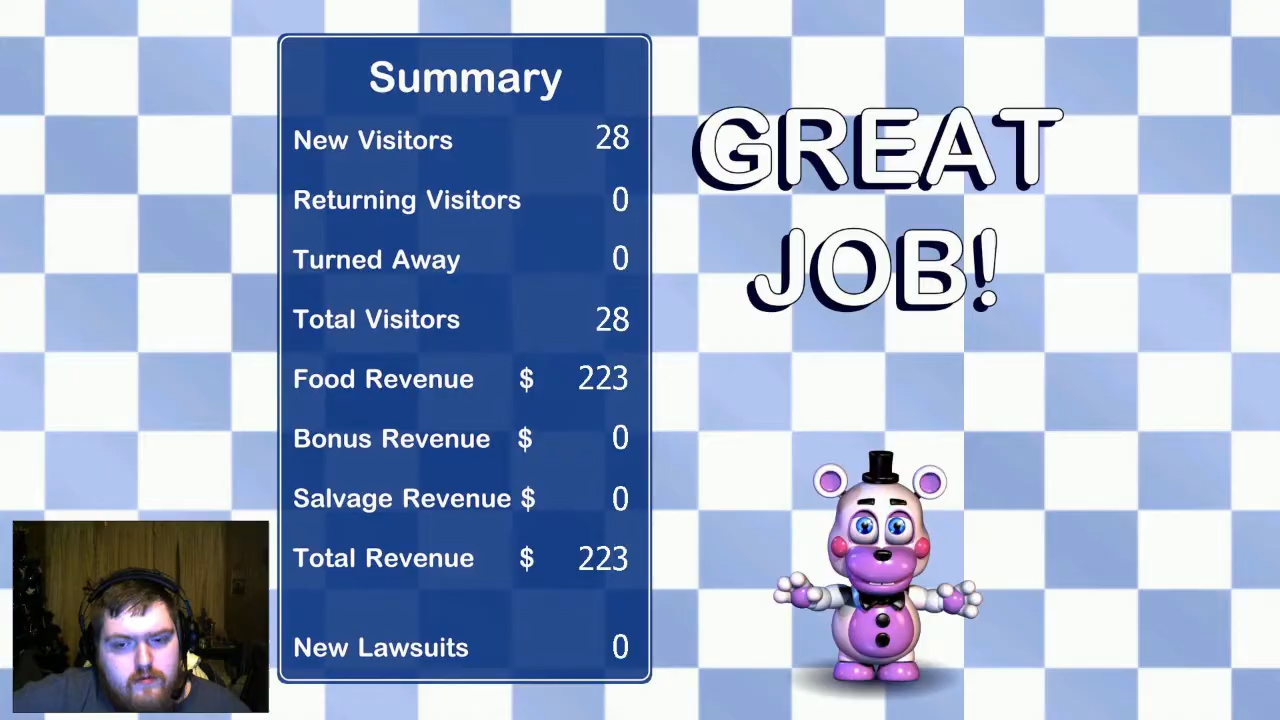 Summary
New Visitors 28
Returning Visitors 0
Turned Away 0
Total Visitors 28
Food Revenue $ 223
Bonus Revenue $ 0
Salvage Revenue $ 0
Total Revenue $ 223
New Lawsuits 0
GREAT
JOB!